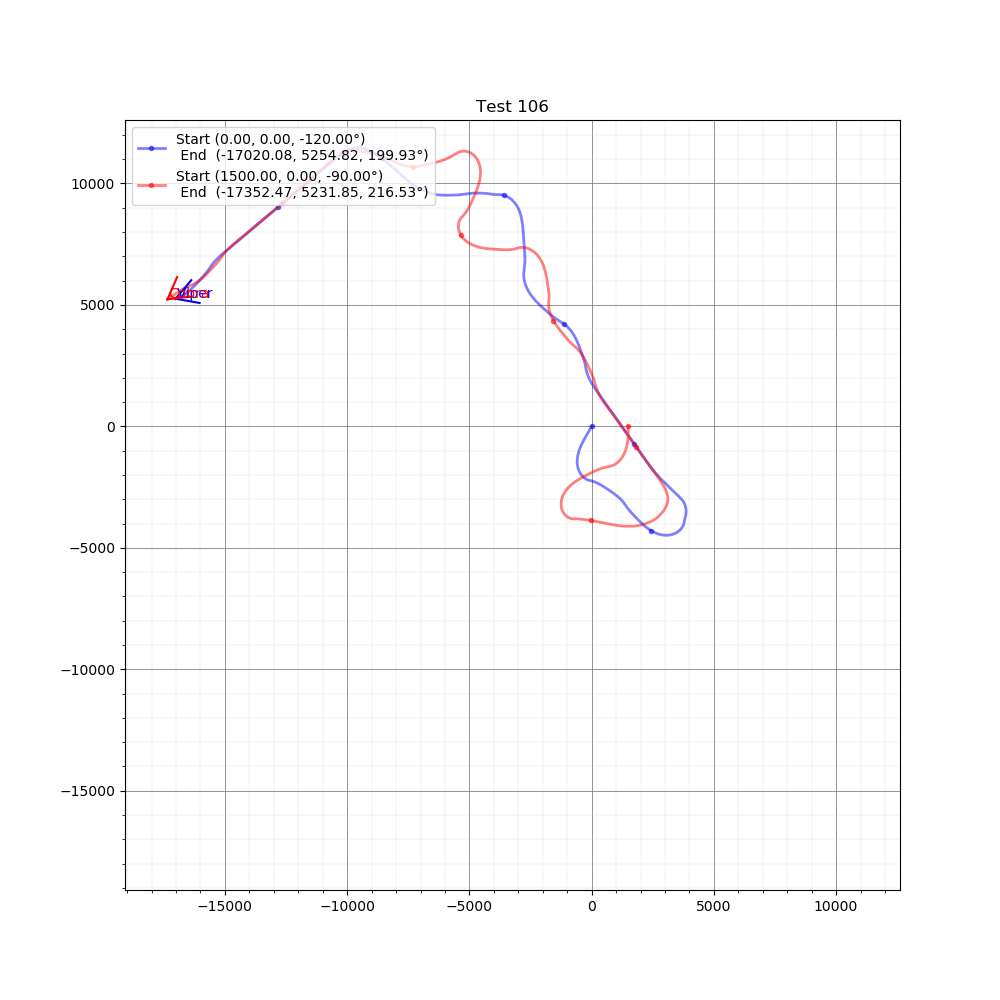 Test 106
Start (0.00, 0.00, -120.00°)
End (-17020.08, 5254.82, 199.93°)
Start (1500.00, 0.00, -90.00°)
End (-17352.47, 5231.85, 216.53°)
10000
5000
0
−5000
−10000
−15000
−15000
−10000
−5000
0
5000
10000